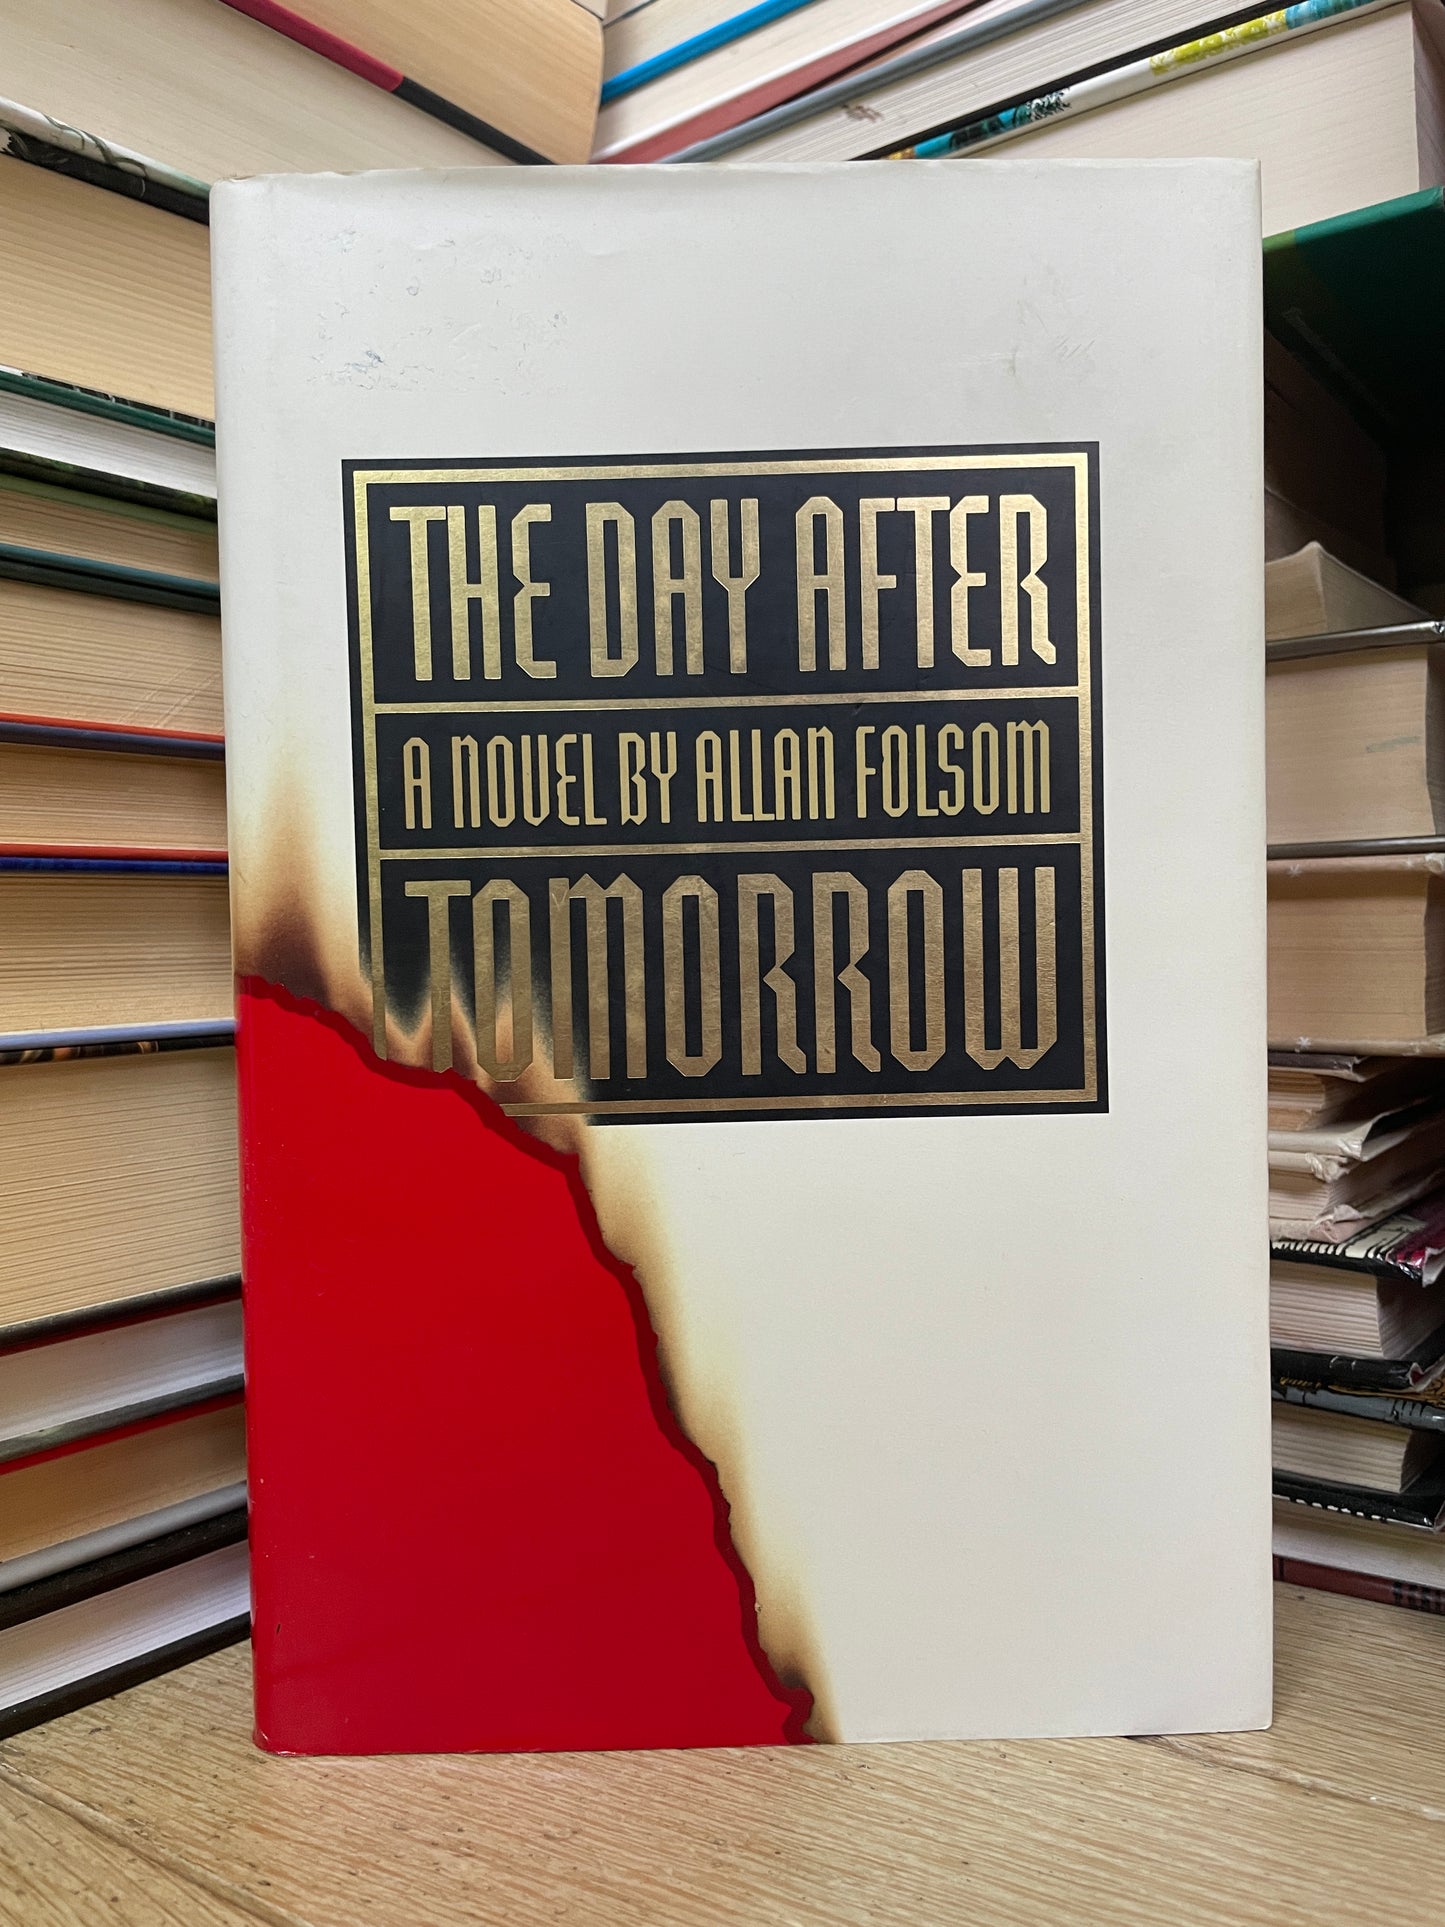 THE DAY AFTER
A NOVEL BY ALLAN FOLSOM
TOMORROW